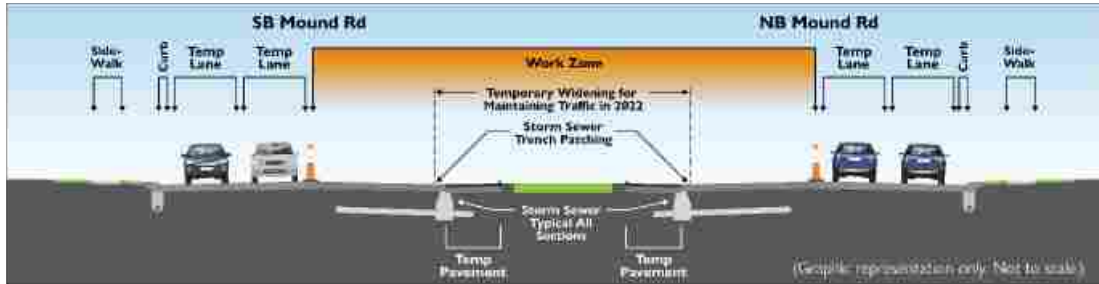 SB Mound Rd
NB Mound Rd
Side-
Walk
Curb
Temp
Lane
Temp
Lane
Work Zone
Temp
Lane
Temp
Lane
Curb
Side-
Walk
Temporary Widening for
Maintaining Traffic in 2022
Storm Sewer
Trench Patching
Storm Sewer
Typical All
Sections
Temp
Pavement
Temp
Pavement
(Graphic representation only. Not to scale.)